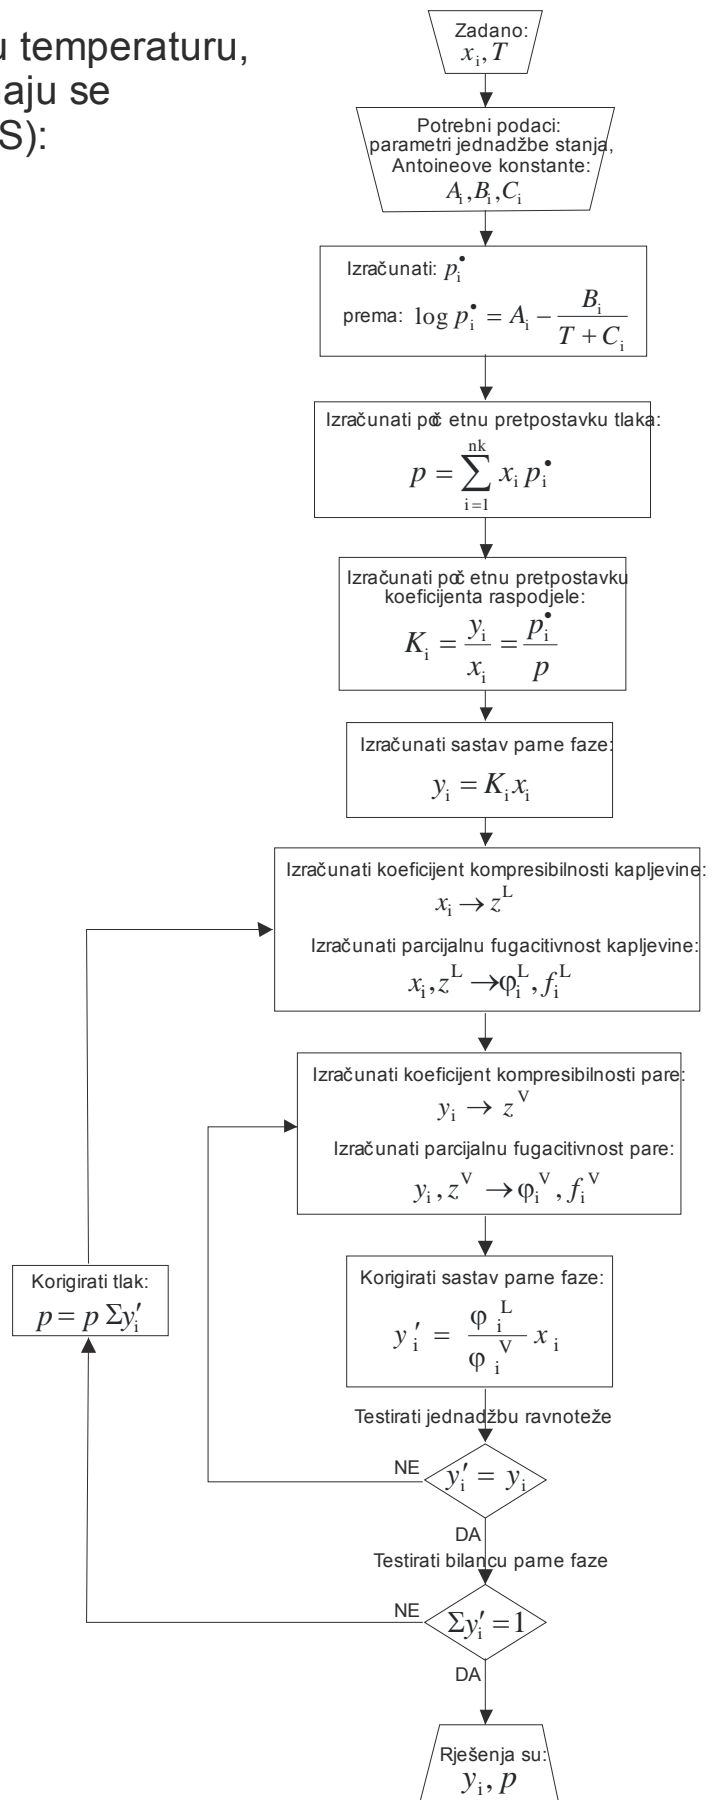 u temperaturu,
naju se
S):
Zadano:
x_i, T
Potrebni podaci:
parametri jednadžbe stanja,
Antoineove konstante:
A_i, B_i, C_i
Izračunati: p_i^•
prema: log p_i^• = A_i − B_i / (T + C_i)
Izračunati poč etnu pretpostavku tlaka:
p = ∑_{i=1}^{nk} x_i p_i^•
Izračunati poč etnu pretpostavku
koeficijenta raspodjele:
K_i = y_i / x_i = p_i^• / p
Izračunati sastav parne faze:
y_i = K_i x_i
Izračunati koeficijent kompresibilnosti kapljevine:
x_i → z^L
Izračunati parcijalnu fugacitivnost kapljevine:
x_i, z^L → φ_i^L, f_i^L
Izračunati koeficijent kompresibilnosti pare:
y_i → z^V
Izračunati parcijalnu fugacitivnost pare:
y_i, z^V → φ_i^V, f_i^V
Korigirati tlak:
p = p Σy_i′
Korigirati sastav parne faze:
y_i′ = φ_i^L / φ_i^V x_i
Testirati jednadžbu ravnoteže
NE
y_i′ = y_i
DA
Testirati bilancu parne faze
NE
Σy_i′ = 1
DA
Rješenja su:
y_i, p